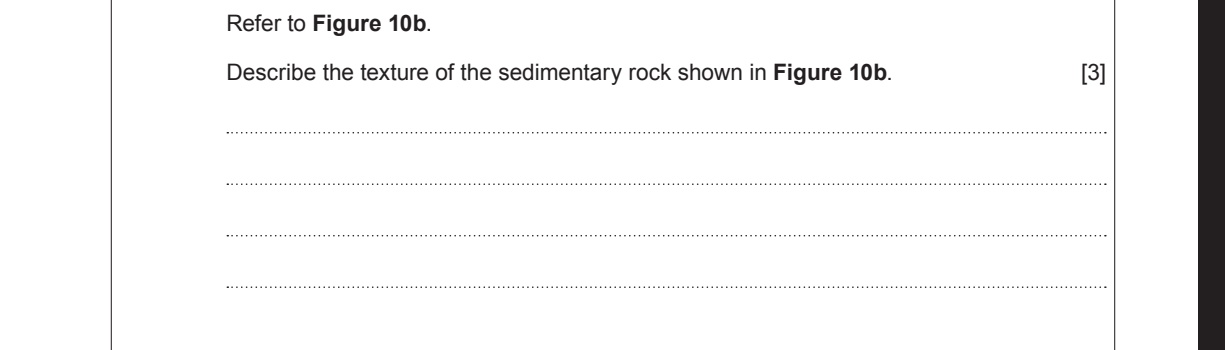 Refer to Figure 10b.
Describe the texture of the sedimentary rock shown in Figure 10b. [3]